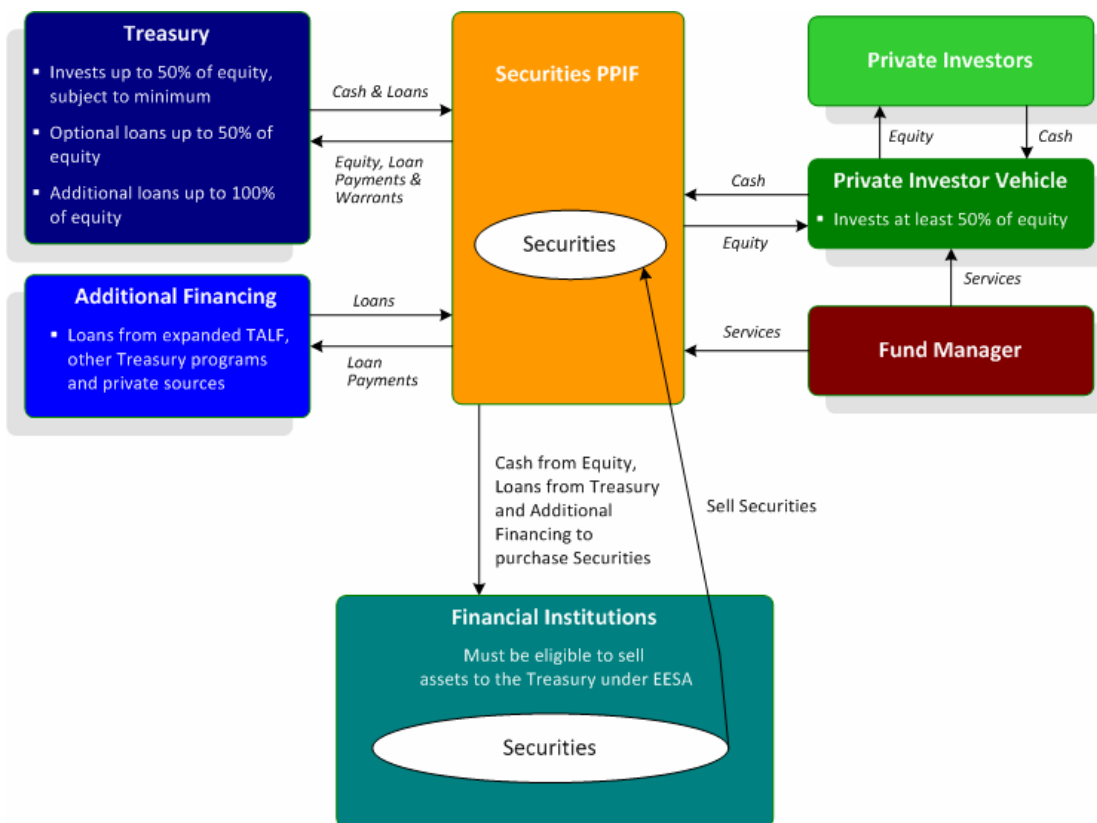 Treasury
▪ Invests up to 50% of equity,
subject to minimum
▪ Optional loans up to 50% of
equity
▪ Additional loans up to 100%
of equity
Cash & Loans
Equity, Loan
Payments &
Warrants
Additional Financing
▪ Loans from expanded TALF,
other Treasury programs
and private sources
Loans
Loan
Payments
Securities PPIF
Securities
Private Investors
Equity
Cash
Private Investor Vehicle
▪ Invests at least 50% of equity
Cash
Equity
Services
Services
Fund Manager
Cash from Equity,
Loans from Treasury
and Additional
Financing to
purchase Securities
Sell Securities
Financial Institutions
Must be eligible to sell
assets to the Treasury under EESA
Securities